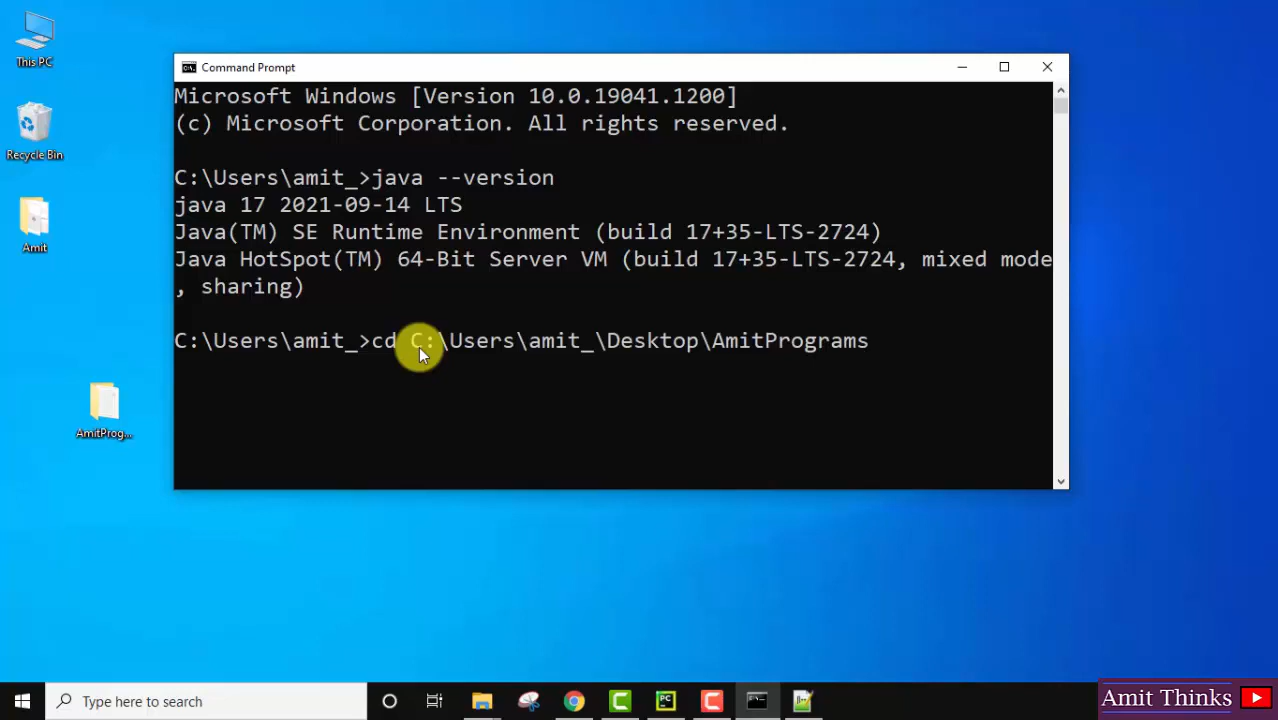 This PC
Recycle Bin
Amit
AmitProg...
Command Prompt
Microsoft Windows [Version 10.0.19041.1200]
(c) Microsoft Corporation. All rights reserved.
C:\Users\amit_>java --version
java 17 2021-09-14 LTS
Java(TM) SE Runtime Environment (build 17+35-LTS-2724)
Java HotSpot(TM) 64-Bit Server VM (build 17+35-LTS-2724, mixed mode
, sharing)
C:\Users\amit_>cd C:\Users\amit_\Desktop\AmitPrograms
Type here to search
PC
Amit Thinks